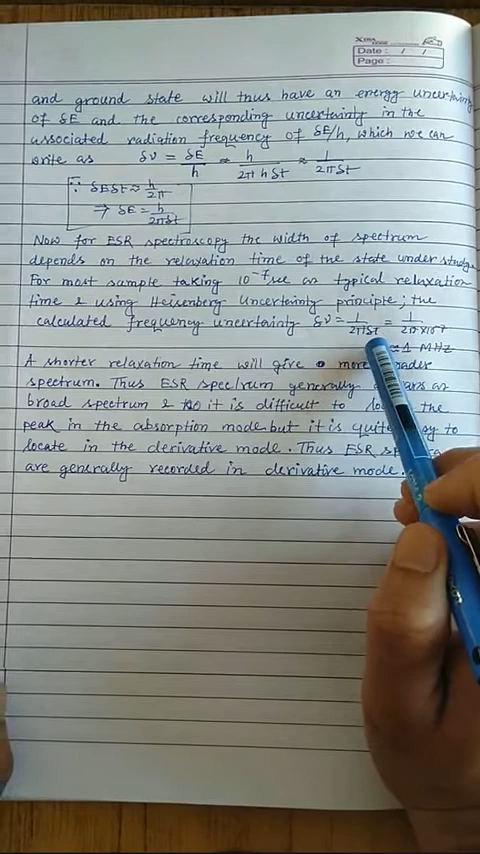 XTRA
Date : / /
Page :
and ground state will thus have an energy uncertainty
of δE and the corresponding uncertainty in the
associated radiation frequency of δE/h, which we can
write as δν = δE/h ≈ h/2π h δt ≈ 1/2πδt
∵ δEδt ≈ h/2π
⇒ δE = h/2πδt
Now for ESR spectroscopy the width of spectrum
depends on the relaxation time of the state under study.
For most sample taking 10⁻⁷sec as typical relaxation
time & using Heisenberg Uncertainty principle; the
calculated frequency uncertainty δν = 1/2πδt = 1/2π×10⁻⁷
≈ 1 MHz
A shorter relaxation time will give more
spectrum. Thus ESR spectrum generally as
broad spectrum & so it is difficult to the
peak in the absorption mode but it is quite to
locate in the derivative mode. Thus ESR
are generally recorded in derivative mode.